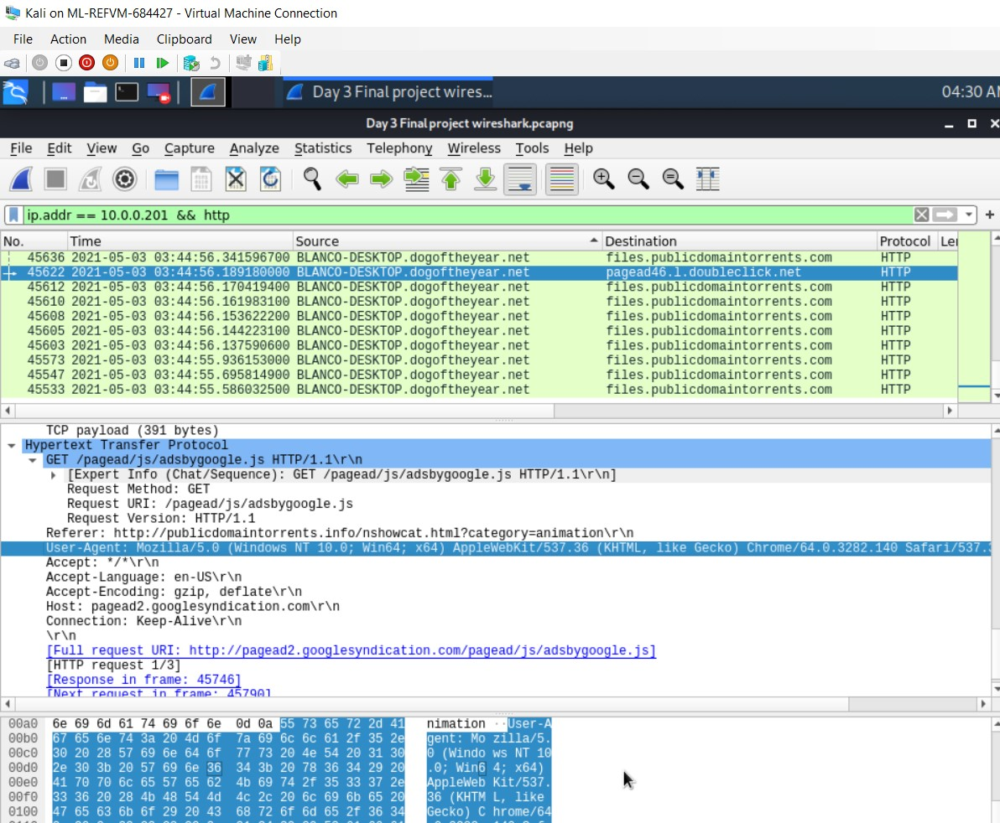 Kali on ML-REFVM-684427 - Virtual Machine Connection
File Action Media Clipboard View Help
Day 3 Final project wires... 04:30 AM
Day 3 Final project wireshark.pcapng
File Edit View Go Capture Analyze Statistics Telephony Wireless Tools Help
ip.addr == 10.0.0.201 && http
No. Time Source Destination Protocol Ler
45636 2021-05-03 03:44:56.341596700 BLANCO-DESKTOP.dogoftheyear.net files.publicdomaintorrents.com HTTP
45622 2021-05-03 03:44:56.189180000 BLANCO-DESKTOP.dogoftheyear.net pagead46.l.doubleclick.net HTTP
45612 2021-05-03 03:44:56.170419400 BLANCO-DESKTOP.dogoftheyear.net files.publicdomaintorrents.com HTTP
45610 2021-05-03 03:44:56.161983100 BLANCO-DESKTOP.dogoftheyear.net files.publicdomaintorrents.com HTTP
45608 2021-05-03 03:44:56.153622200 BLANCO-DESKTOP.dogoftheyear.net files.publicdomaintorrents.com HTTP
45605 2021-05-03 03:44:56.144223100 BLANCO-DESKTOP.dogoftheyear.net files.publicdomaintorrents.com HTTP
45603 2021-05-03 03:44:56.137590600 BLANCO-DESKTOP.dogoftheyear.net files.publicdomaintorrents.com HTTP
45573 2021-05-03 03:44:55.936153000 BLANCO-DESKTOP.dogoftheyear.net files.publicdomaintorrents.com HTTP
45547 2021-05-03 03:44:55.695814900 BLANCO-DESKTOP.dogoftheyear.net files.publicdomaintorrents.com HTTP
45533 2021-05-03 03:44:55.586032500 BLANCO-DESKTOP.dogoftheyear.net files.publicdomaintorrents.com HTTP
TCP payload (391 bytes)
Hypertext Transfer Protocol
GET /pagead/js/adsbygoogle.js HTTP/1.1\r\n
[Expert Info (Chat/Sequence): GET /pagead/js/adsbygoogle.js HTTP/1.1\r\n]
Request Method: GET
Request URI: /pagead/js/adsbygoogle.js
Request Version: HTTP/1.1
Referer: http://publicdomaintorrents.info/nshowcat.html?category=animation\r\n
User-Agent: Mozilla/5.0 (Windows NT 10.0; Win64; x64) AppleWebKit/537.36 (KHTML, like Gecko) Chrome/64.0.3282.140 Safari/537.3
Accept: */*\r\n
Accept-Language: en-US\r\n
Accept-Encoding: gzip, deflate\r\n
Host: pagead2.googlesyndication.com\r\n
Connection: Keep-Alive\r\n
\r\n
[Full request URI: http://pagead2.googlesyndication.com/pagead/js/adsbygoogle.js]
[HTTP request 1/3]
[Response in frame: 45746]
[Next request in frame: 45790]
00a0 6e 69 6d 61 74 69 6f 6e 0d 0a 55 73 65 72 2d 41 nimation ··User-A
00b0 67 65 6e 74 3a 20 4d 6f 7a 69 6c 6c 61 2f 35 2e gent: Mo zilla/5.
00c0 30 20 28 57 69 6e 64 6f 77 73 20 4e 54 20 31 30 0 (Windo ws NT 10
00d0 2e 30 3b 20 57 69 6e 36 34 3b 20 78 36 34 29 20 .0; Win6 4; x64)
00e0 41 70 70 6c 65 57 65 62 4b 69 74 2f 35 33 37 2e AppleWeb Kit/537.
00f0 33 36 20 28 4b 48 54 4d 4c 2c 20 6c 69 6b 65 20 36 (KHTM L, like
0100 47 65 63 6b 6f 29 20 43 68 72 6f 6d 65 2f 36 34 Gecko) C hrome/64